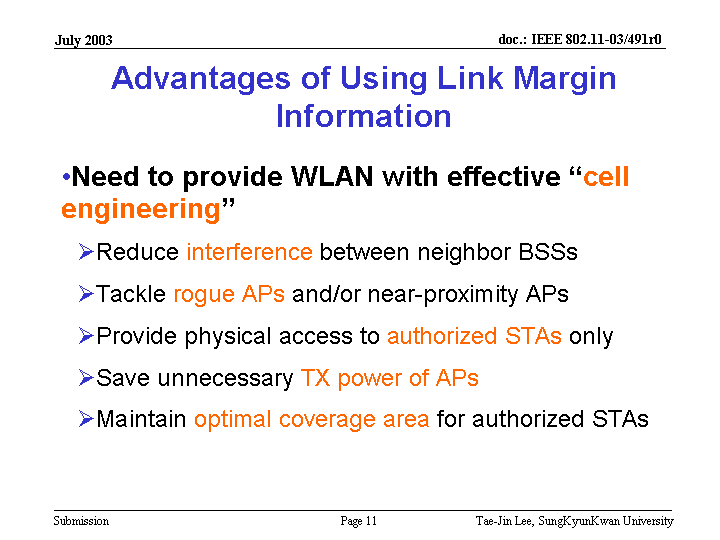 July 2003
doc.: IEEE 802.11-03/491r0
Advantages of Using Link Margin
Information
•Need to provide WLAN with effective “cell
engineering”
➢Reduce interference between neighbor BSSs
➢Tackle rogue APs and/or near-proximity APs
➢Provide physical access to authorized STAs only
➢Save unnecessary TX power of APs
➢Maintain optimal coverage area for authorized STAs
Submission
Page 11
Tae-Jin Lee, SungKyunKwan University